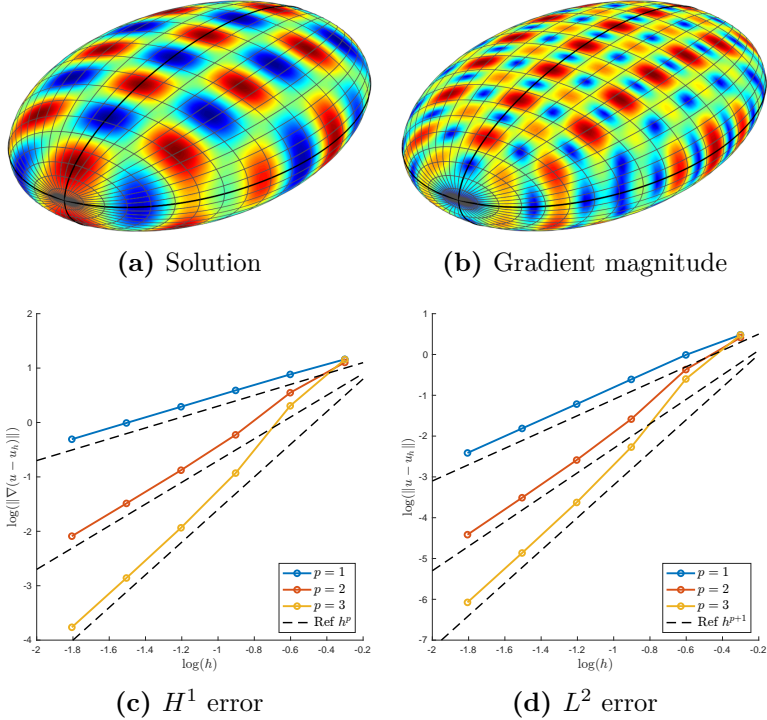 (a) Solution
(b) Gradient magnitude
2
1
0
-1
-2
-3
-4
-2 -1.8 -1.6 -1.4 -1.2 -1 -0.8 -0.6 -0.4 -0.2
log(h)
log(‖∇(u − u_h)‖)
p = 1
p = 2
p = 3
Ref h^p
(c) H^1 error
1
0
-1
-2
-3
-4
-5
-6
-7
-2 -1.8 -1.6 -1.4 -1.2 -1 -0.8 -0.6 -0.4 -0.2
log(h)
log(‖u − u_h‖)
p = 1
p = 2
p = 3
Ref h^{p+1}
(d) L^2 error